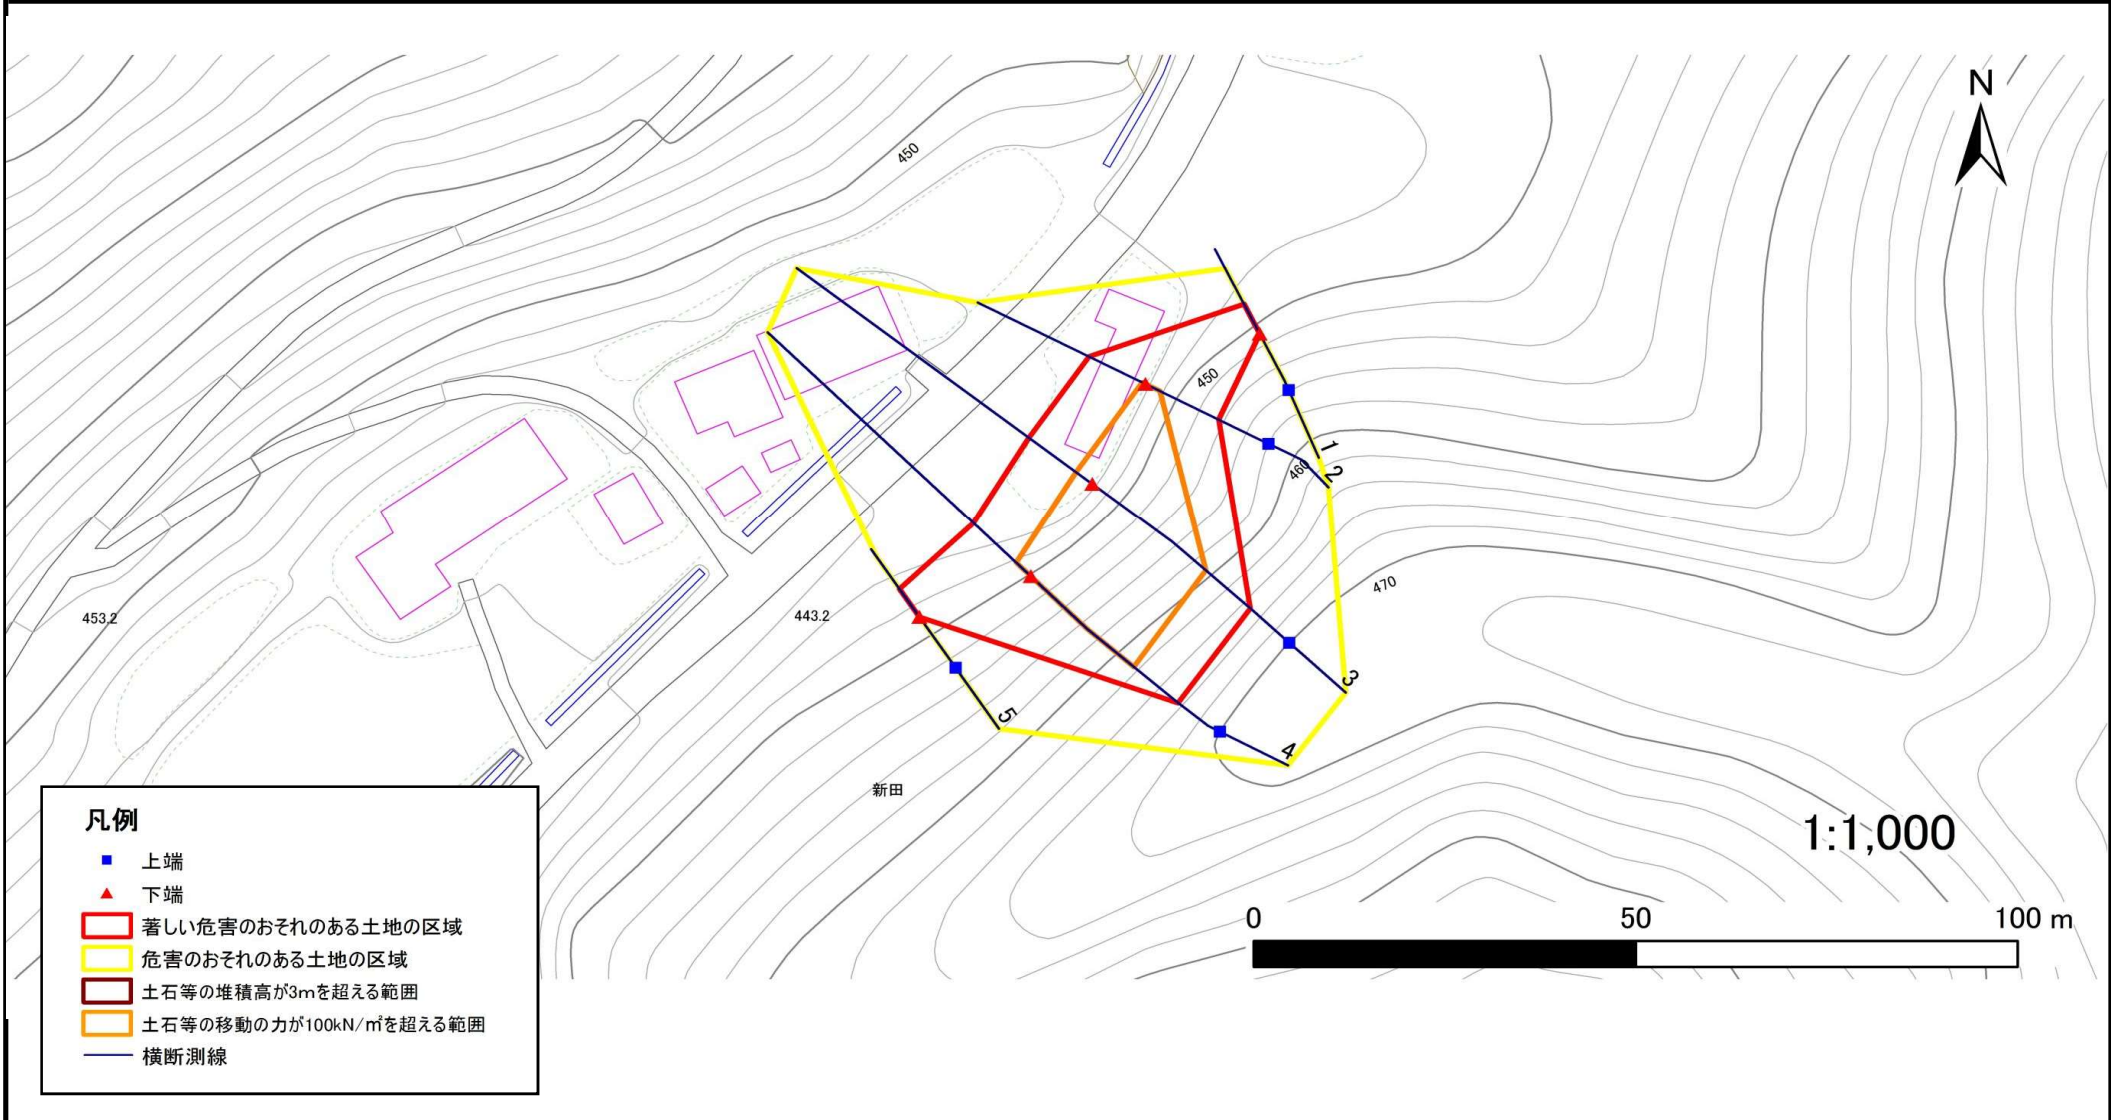 N
450
450
1
2
460
470
3
453.2
443.2
5
4
新田
1:1,000
0 50 100 m
凡例
上端
下端
著しい危害のおそれのある土地の区域
危害のおそれのある土地の区域
土石等の堆積高が3mを超える範囲
土石等の移動の力が100kN/㎡を超える範囲
横断測線